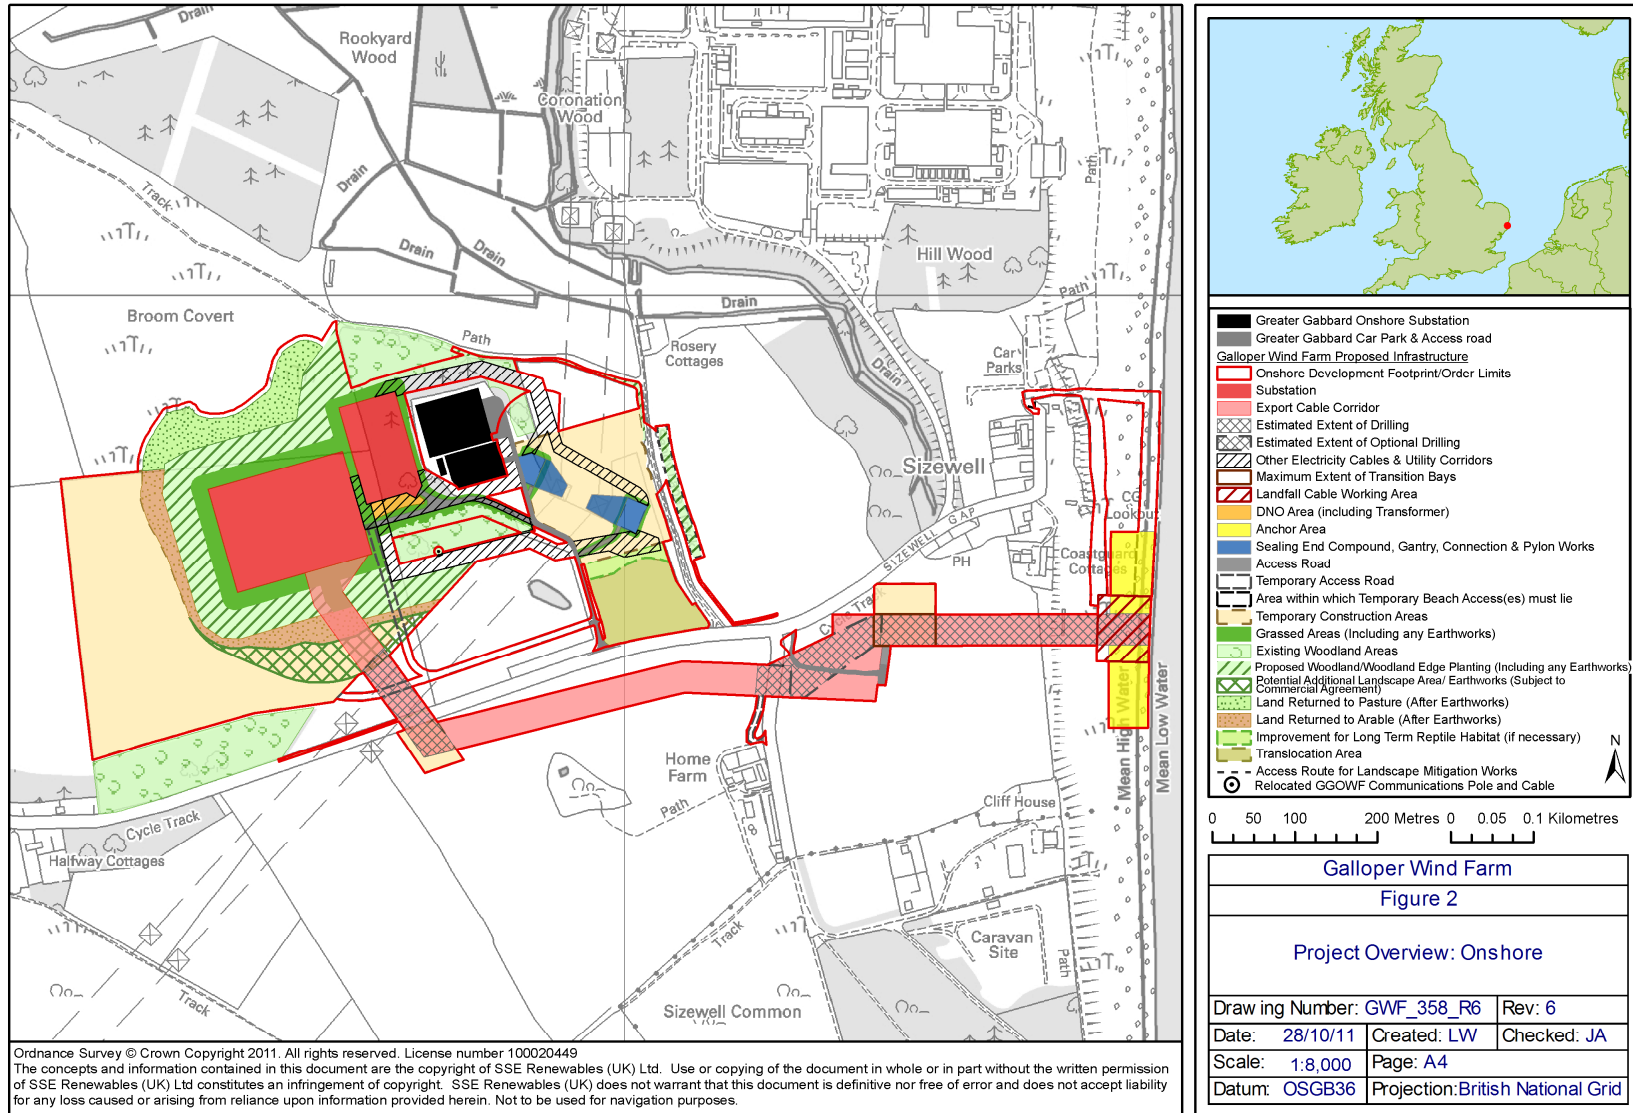 Drain
Rookyard
Wood
Coronation
Wood
Drain
Track
Path
Drain
Drain
Hill Wood
Path
Drain
Broom Covert
Path
Rosery
Cottages
Car
Parks
Drain
Sizewell
SIZEWELL GAP
PH
CG
Lookout
Coastguard
Cottages
Cycle Track
Mean High Water
Mean Low Water
Home
Farm
Path
Cliff House
Cycle Track
Halfway Cottages
Track
Caravan
Site
Path
Track
Sizewell Common
Greater Gabbard Onshore Substation
Greater Gabbard Car Park & Access road
Galloper Wind Farm Proposed Infrastructure
Onshore Development Footprint/Order Limits
Substation
Export Cable Corridor
Estimated Extent of Drilling
Estimated Extent of Optional Drilling
Other Electricity Cables & Utility Corridors
Maximum Extent of Transition Bays
Landfall Cable Working Area
DNO Area (including Transformer)
Anchor Area
Sealing End Compound, Gantry, Connection & Pylon Works
Access Road
Temporary Access Road
Area within which Temporary Beach Access(es) must lie
Temporary Construction Areas
Grassed Areas (Including any Earthworks)
Existing Woodland Areas
Proposed Woodland/Woodland Edge Planting (Including any Earthworks)
Potential Additional Landscape Area/ Earthworks (Subject to
Commercial Agreement)
Land Returned to Pasture (After Earthworks)
Land Returned to Arable (After Earthworks)
Improvement for Long Term Reptile Habitat (if necessary)
Translocation Area
Access Route for Landscape Mitigation Works
Relocated GGOWF Communications Pole and Cable
N
0 50 100 200 Metres 0 0.05 0.1 Kilometres
Galloper Wind Farm
Figure 2
Project Overview: Onshore
Drawing Number: GWF_358_R6 Rev: 6
Date: 28/10/11 Created: LW Checked: JA
Scale: 1:8,000 Page: A4
Datum: OSGB36 Projection:British National Grid
Ordnance Survey © Crown Copyright 2011. All rights reserved. License number 100020449
The concepts and information contained in this document are the copyright of SSE Renewables (UK) Ltd. Use or copying of the document in whole or in part without the written permission
of SSE Renewables (UK) Ltd constitutes an infringement of copyright. SSE Renewables (UK) does not warrant that this document is definitive nor free of error and does not accept liability
for any loss caused or arising from reliance upon information provided herein. Not to be used for navigation purposes.